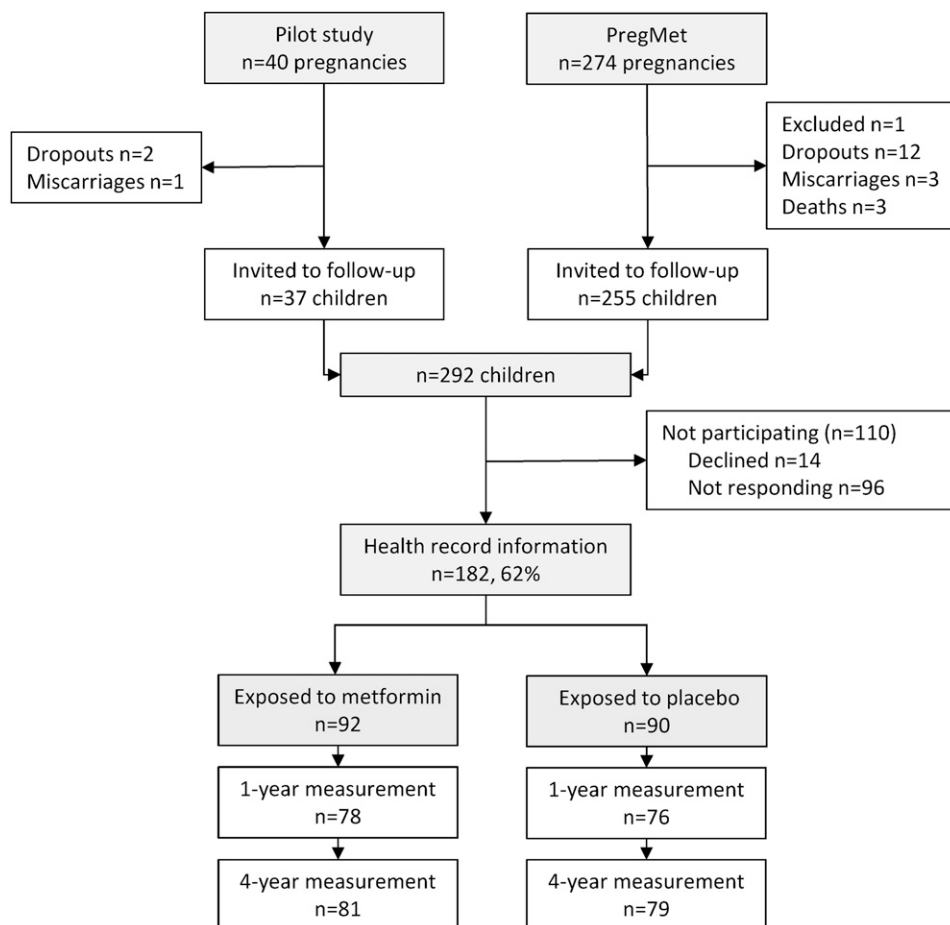 Pilot study
n=40 pregnancies
PregMet
n=274 pregnancies
Dropouts n=2
Miscarriages n=1
Excluded n=1
Dropouts n=12
Miscarriages n=3
Deaths n=3
Invited to follow-up
n=37 children
Invited to follow-up
n=255 children
n=292 children
Not participating (n=110)
Declined n=14
Not responding n=96
Health record information
n=182, 62%
Exposed to metformin
n=92
Exposed to placebo
n=90
1-year measurement
n=78
1-year measurement
n=76
4-year measurement
n=81
4-year measurement
n=79